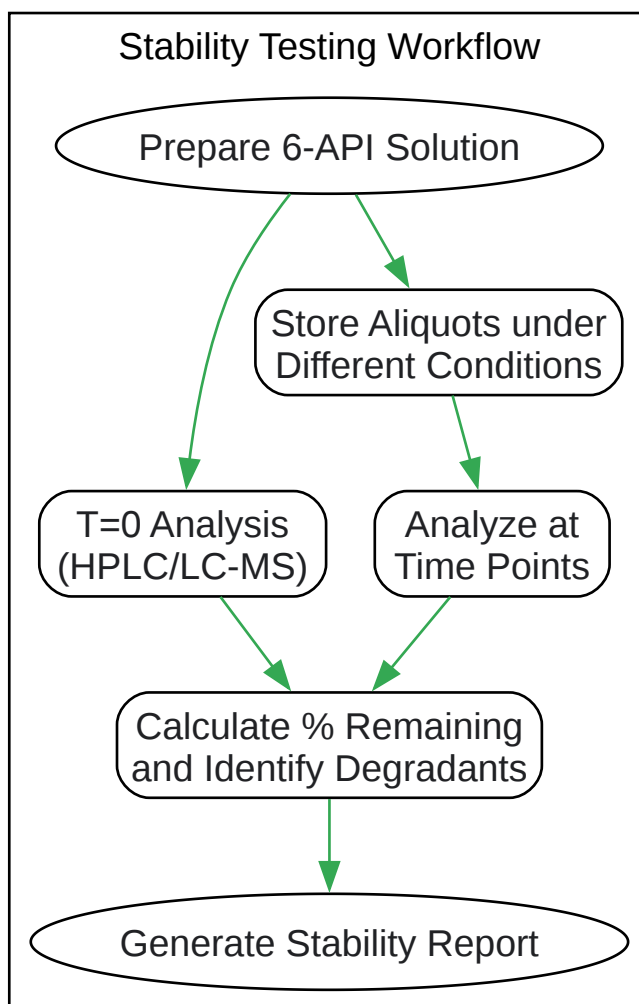 Stability Testing Workflow
Prepare 6-API Solution
Store Aliquots under
Different Conditions
T=0 Analysis
(HPLC/LC-MS)
Analyze at
Time Points
Calculate % Remaining
and Identify Degradants
Generate Stability Report